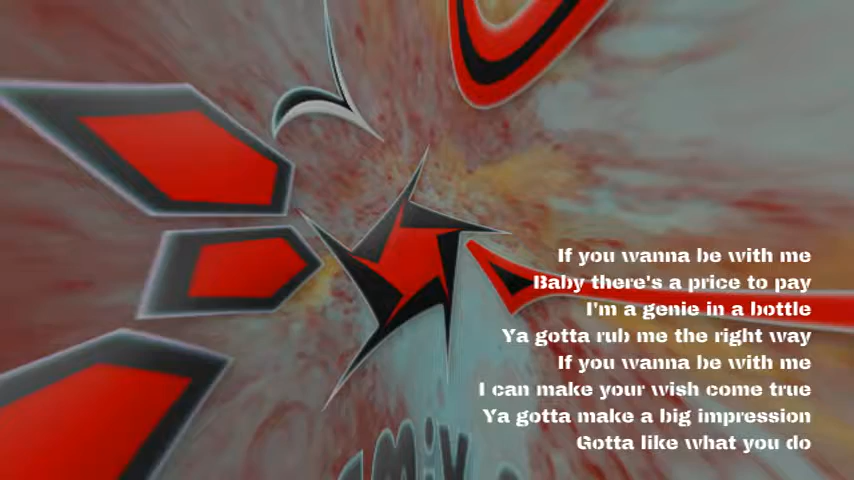 If you wanna be with me
Baby there's a price to pay
I'm a genie in a bottle
Ya gotta rub me the right way
If you wanna be with me
I can make your wish come true
Ya gotta make a big impression
Gotta like what you do